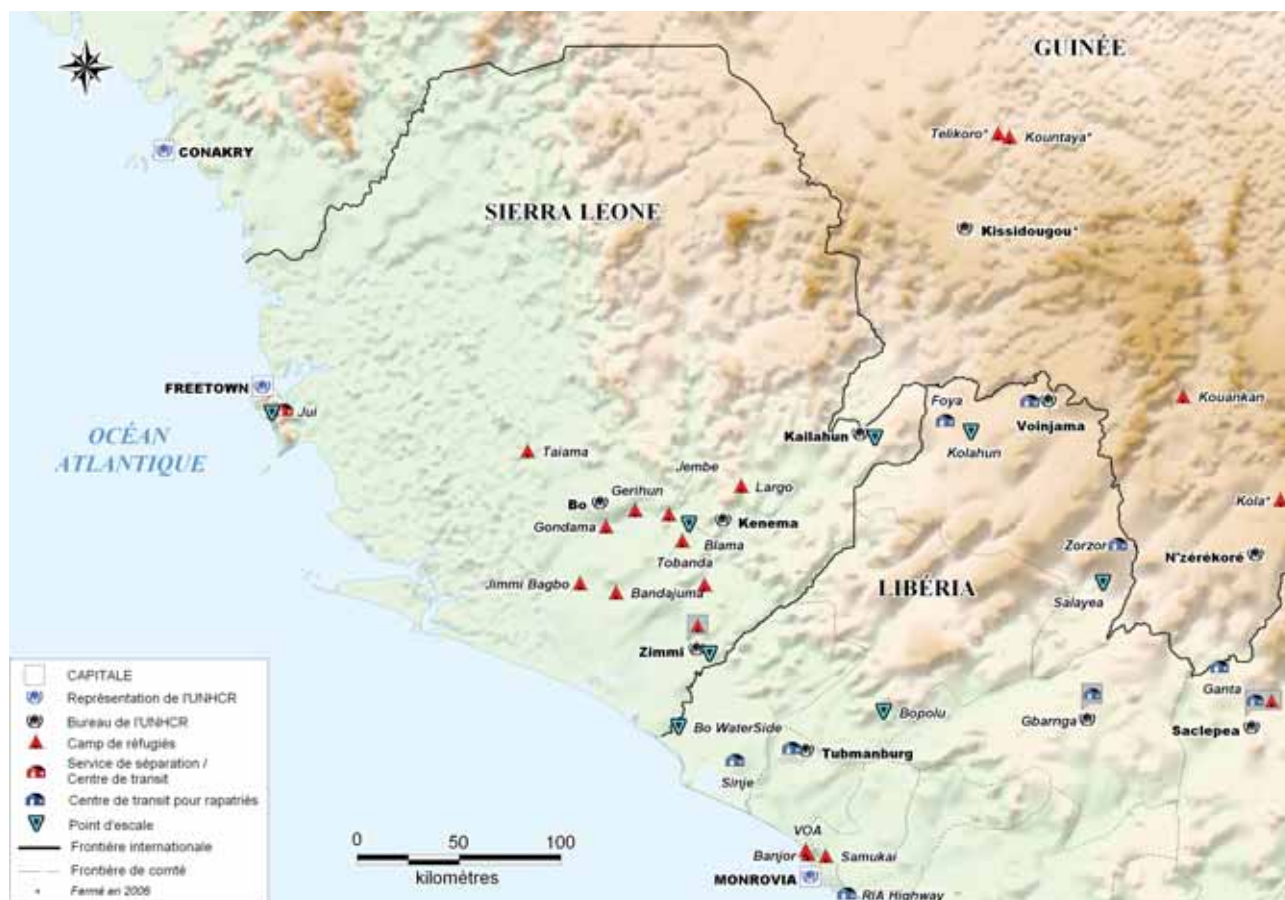 GUINÉE
Telikoro*
Kountaya*
CONAKRY
SIERRA LEONE
Kissidougou*
FREETOWN
Jui
OCÉAN
ATLANTIQUE
Foya
Voinjama
Kouankan
Kailahun
Kolahun
Taiama
Jembe
Largo
Gerihun
Bo
Kola*
Gondama
Kenema
Blama
Zorzor
N'zérékoré
Tobanda
Jimmi Bagbo
Bandajuma
LIBÉRIA
Salayea
Zimmi
Ganta
Bo WaterSide
Bopolu
Gbarnga
Saclepea
Tubmanburg
Sinje
VOA
Banjor
Samukai
MONROVIA
RIA Highway
CAPITALE
Représentation de l'UNHCR
Bureau de l'UNHCR
Camp de réfugiés
Service de séparation /
Centre de transit
Centre de transit pour rapatriés
Point d'escale
Frontière internationale
Frontière de comté
* Fermé en 2006
0 50 100
kilomètres